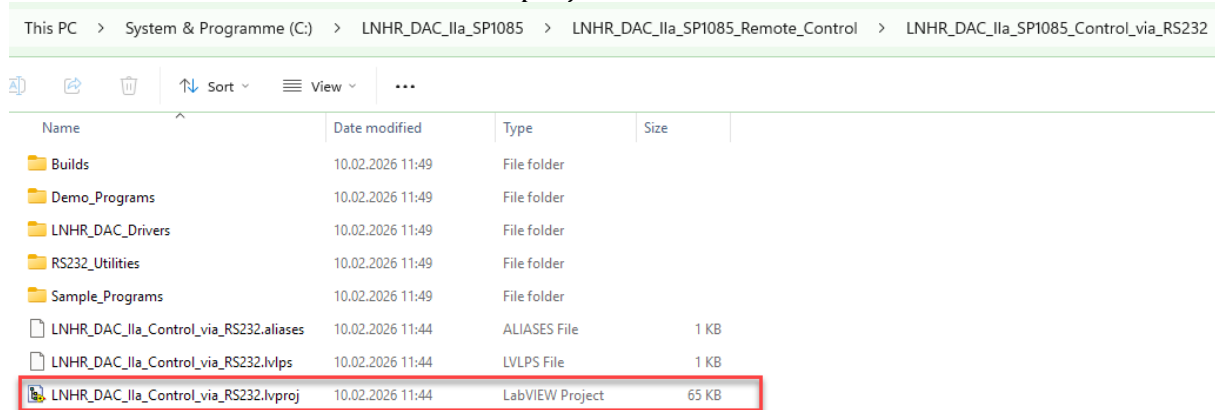 This PC > System & Programme (C:) > LNHR_DAC_IIa_SP1085 > LNHR_DAC_IIa_SP1085_Remote_Control > LNHR_DAC_IIa_SP1085_Control_via_RS232
Sort View ...
Name Date modified Type Size
Builds 10.02.2026 11:49 File folder
Demo_Programs 10.02.2026 11:49 File folder
LNHR_DAC_Drivers 10.02.2026 11:49 File folder
RS232_Utilities 10.02.2026 11:49 File folder
Sample_Programs 10.02.2026 11:49 File folder
LNHR_DAC_IIa_Control_via_RS232.aliases 10.02.2026 11:44 ALIASES File 1 KB
LNHR_DAC_IIa_Control_via_RS232.lvlps 10.02.2026 11:44 LVLPS File 1 KB
LNHR_DAC_IIa_Control_via_RS232.lvproj 10.02.2026 11:44 LabVIEW Project 65 KB